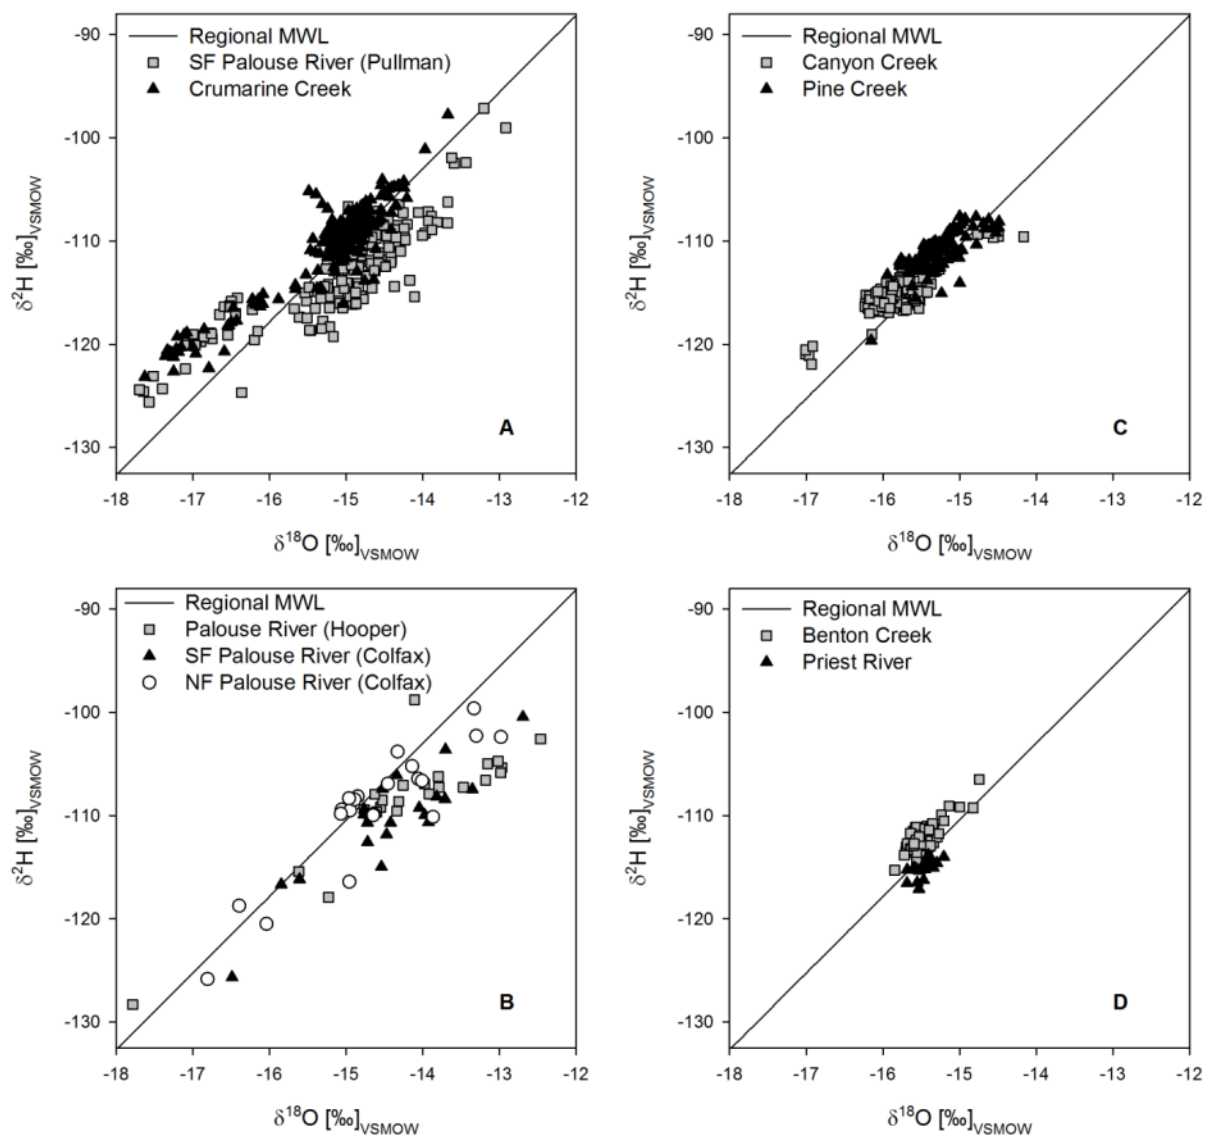 -90
-100
-110
-120
-130
δ²H [‰]VSMOW
Regional MWL
SF Palouse River (Pullman)
Crumarine Creek
A
-18 -17 -16 -15 -14 -13 -12
δ¹⁸O [‰]VSMOW
-90
-100
-110
-120
-130
δ²H [‰]VSMOW
Regional MWL
Canyon Creek
Pine Creek
C
-18 -17 -16 -15 -14 -13 -12
δ¹⁸O [‰]VSMOW
-90
-100
-110
-120
-130
δ²H [‰]VSMOW
Regional MWL
Palouse River (Hooper)
SF Palouse River (Colfax)
NF Palouse River (Colfax)
B
-18 -17 -16 -15 -14 -13 -12
δ¹⁸O [‰]VSMOW
-90
-100
-110
-120
-130
δ²H [‰]VSMOW
Regional MWL
Benton Creek
Priest River
D
-18 -17 -16 -15 -14 -13 -12
δ¹⁸O [‰]VSMOW